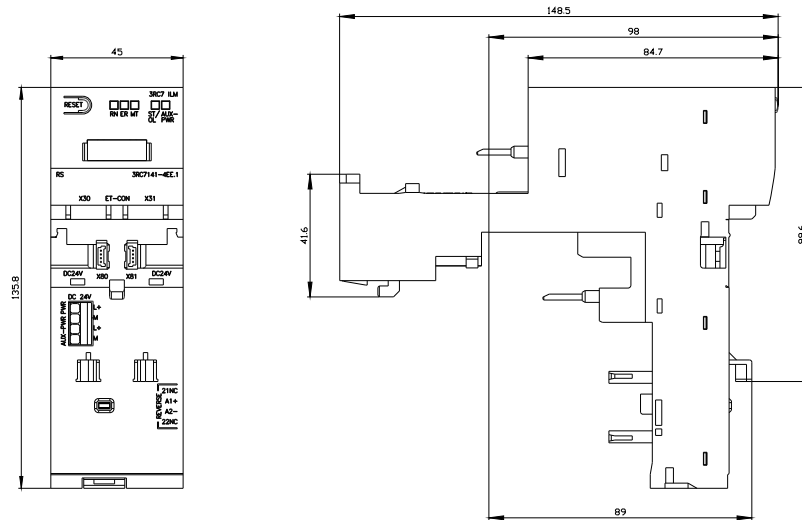 148.5
98
45
84.7
3RC7 ILM
RESET
RN ER MT ST/ AUX-
OL PWR
RS 3RC7141-4EE.1
X30 ET-CON X31
41.6
135.8
DC24V X80 X81 DC24V
DC 24V
AUX-PWR PWR
L+
M
L+
M
REVERSE
21NC
A1+
A2-
22NC
89